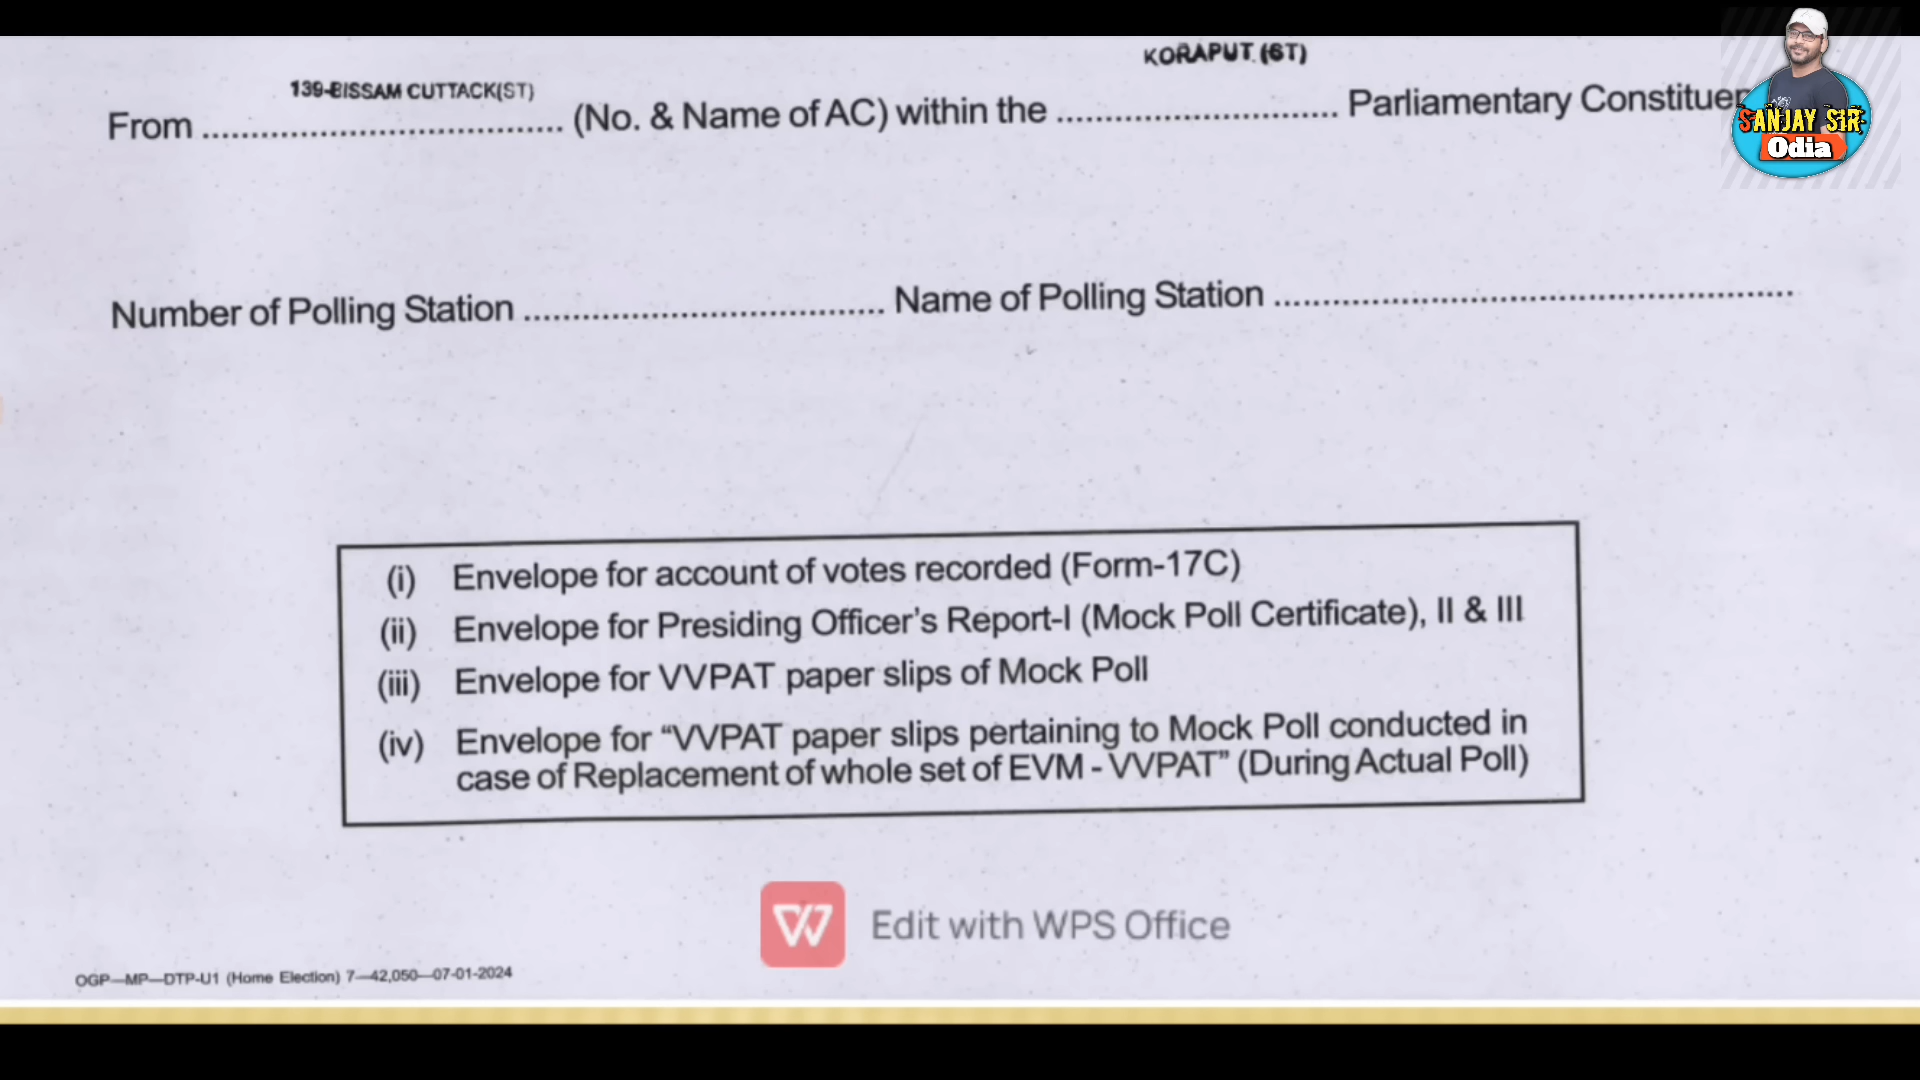 KORAPUT (ST)
139-BISSAM CUTTACK(ST)
From .................................... (No. & Name of AC) within the ............................ Parliamentary Constituen
SANJAY SIR
Odia
Number of Polling Station .................................... Name of Polling Station ....................................................
(i) Envelope for account of votes recorded (Form-17C)
(ii) Envelope for Presiding Officer's Report-I (Mock Poll Certificate), II & III
(iii) Envelope for VVPAT paper slips of Mock Poll
(iv) Envelope for “VVPAT paper slips pertaining to Mock Poll conducted in
case of Replacement of whole set of EVM - VVPAT” (During Actual Poll)
Edit with WPS Office
OGP—MP—DTP-U1 (Home Election) 7—42,050—07-01-2024